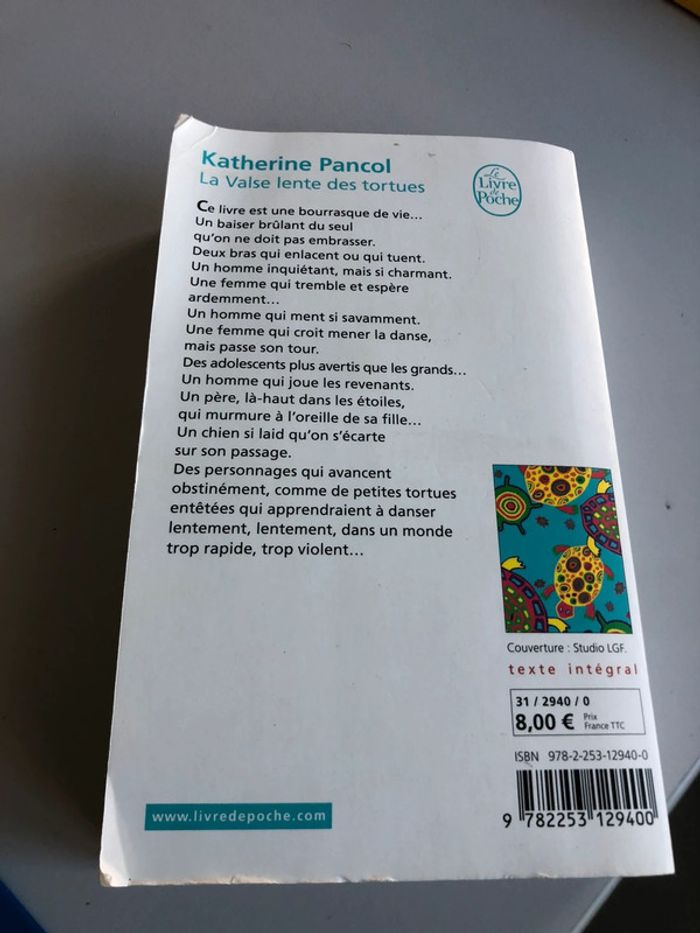 Katherine Pancol
La Valse lente des tortues
Le
Livre
de
Poche
Ce livre est une bourrasque de vie...
Un baiser brûlant du seul
qu'on ne doit pas embrasser.
Deux bras qui enlacent ou qui tuent.
Un homme inquiétant, mais si charmant.
Une femme qui tremble et espère
ardemment...
Un homme qui ment si savamment.
Une femme qui croit mener la danse,
mais passe son tour.
Des adolescents plus avertis que les grands...
Un homme qui joue les revenants.
Un père, là-haut dans les étoiles,
qui murmure à l'oreille de sa fille...
Un chien si laid qu'on s'écarte
sur son passage.
Des personnages qui avancent
obstinément, comme de petites tortues
entêtées qui apprendraient à danser
lentement, lentement, dans un monde
trop rapide, trop violent...
Couverture : Studio LGF.
texte intégral
31 / 2940 / 0
8,00 € Prix
France TTC
ISBN 978-2-253-12940-0
9 782253 129400
www.livredepoche.com